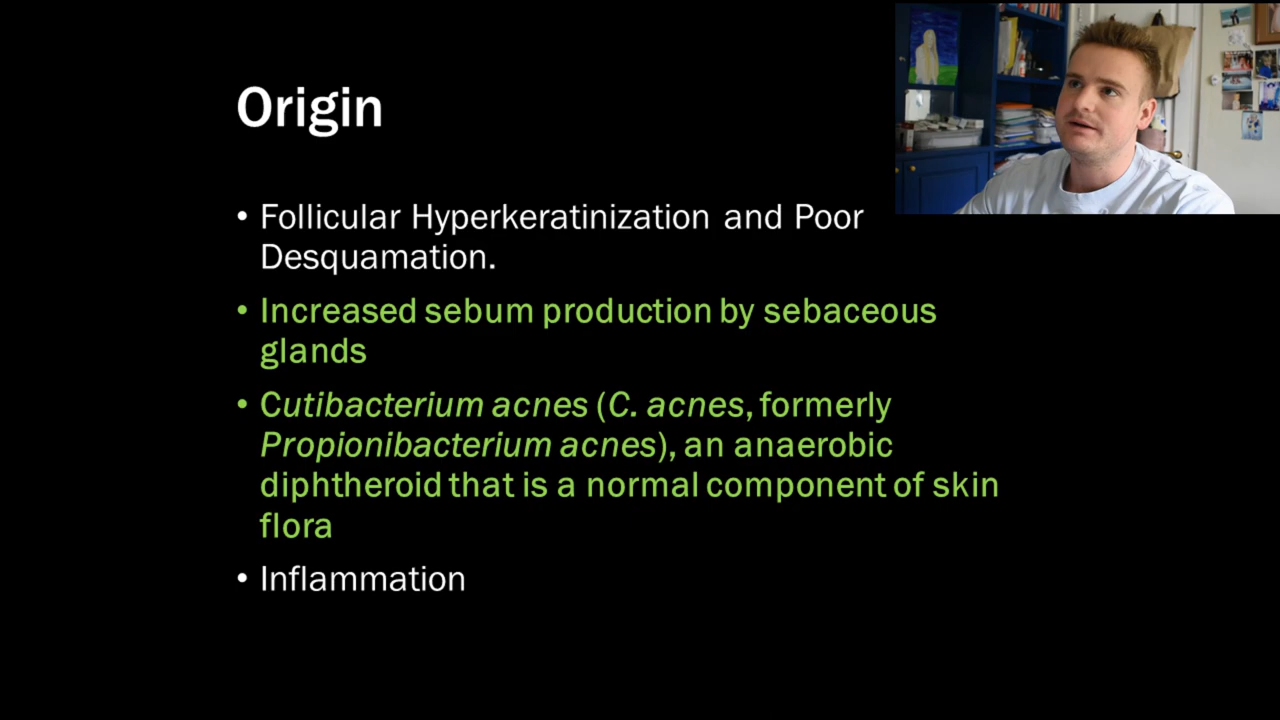 Origin
• Follicular Hyperkeratinization and Poor
Desquamation.
• Increased sebum production by sebaceous
glands
• Cutibacterium acnes (C. acnes, formerly
Propionibacterium acnes), an anaerobic
diphtheroid that is a normal component of skin
flora
• Inflammation